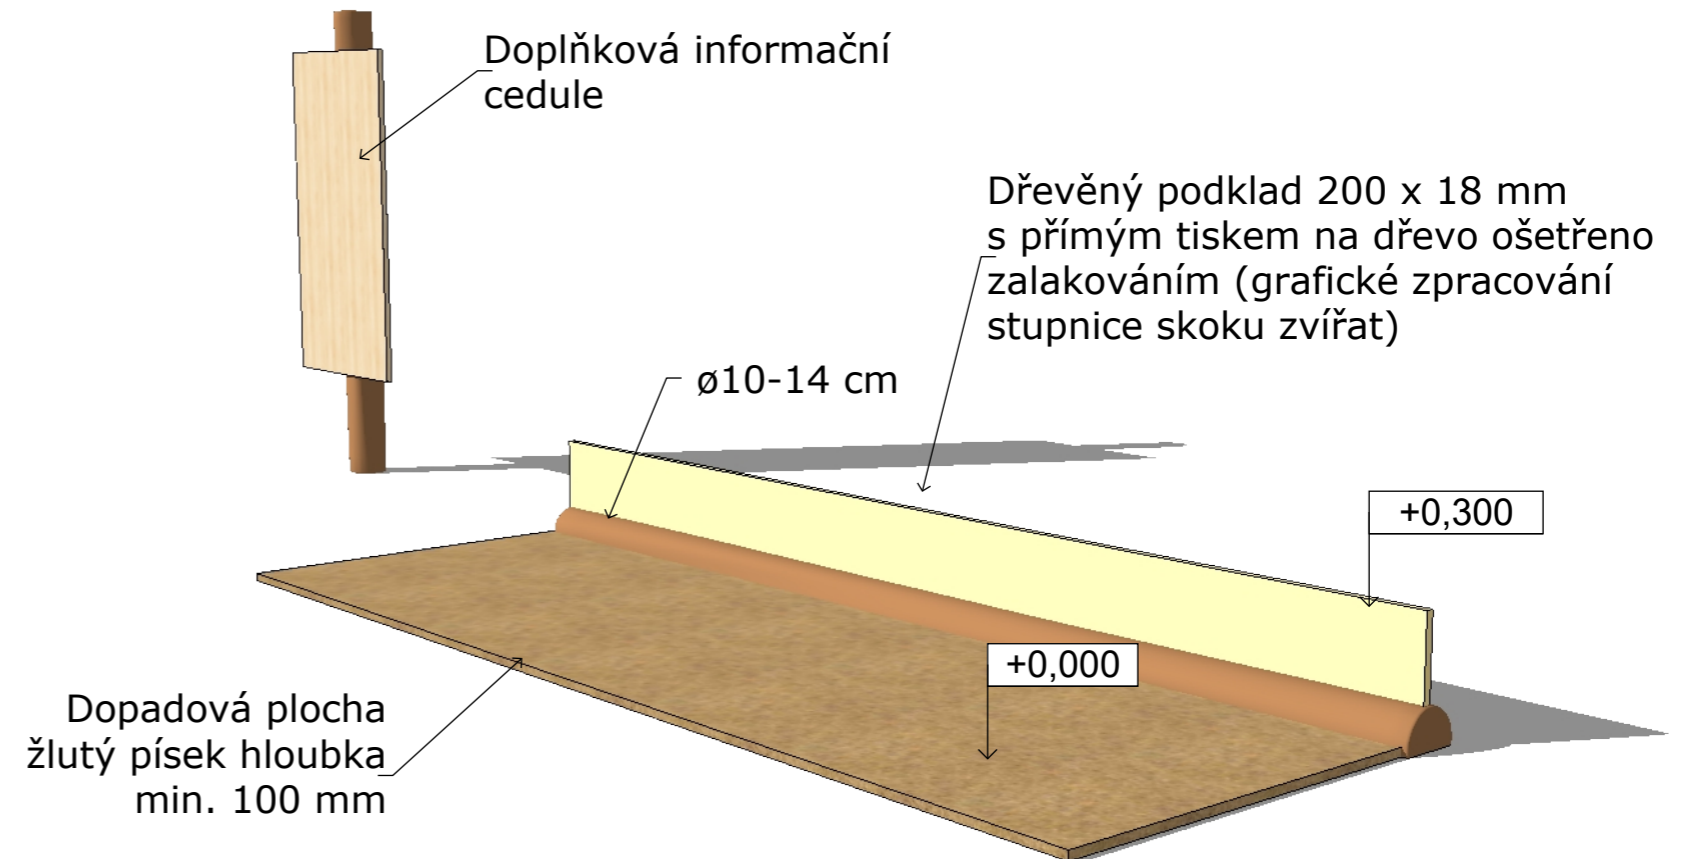 Doplňková informační
cedule
Dřevěný podklad 200 x 18 mm
s přímým tiskem na dřevo ošetřeno
zalakováním (grafické zpracování
stupnice skoku zvířat)
ø10-14 cm
+0,300
+0,000
Dopadová plocha
žlutý písek hloubka
min. 100 mm